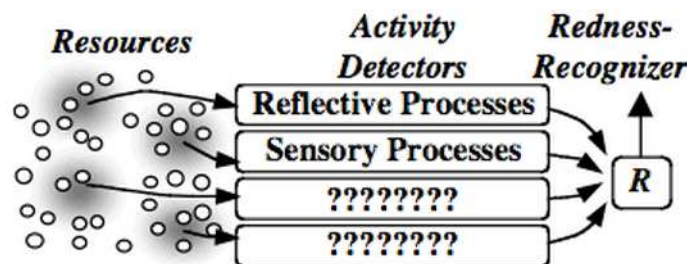 Resources
Activity
Detectors
Redness-
Recognizer
Reflective Processes
Sensory Processes
????????
????????
R